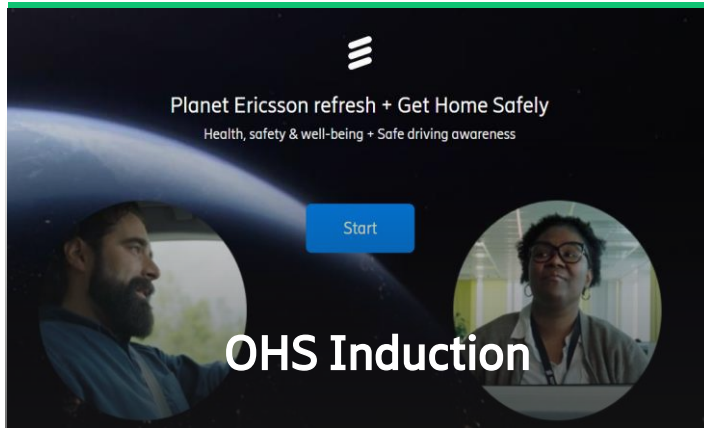 Planet Ericsson refresh + Get Home Safely
Health, safety & well-being + Safe driving awareness
Start
OHS Induction